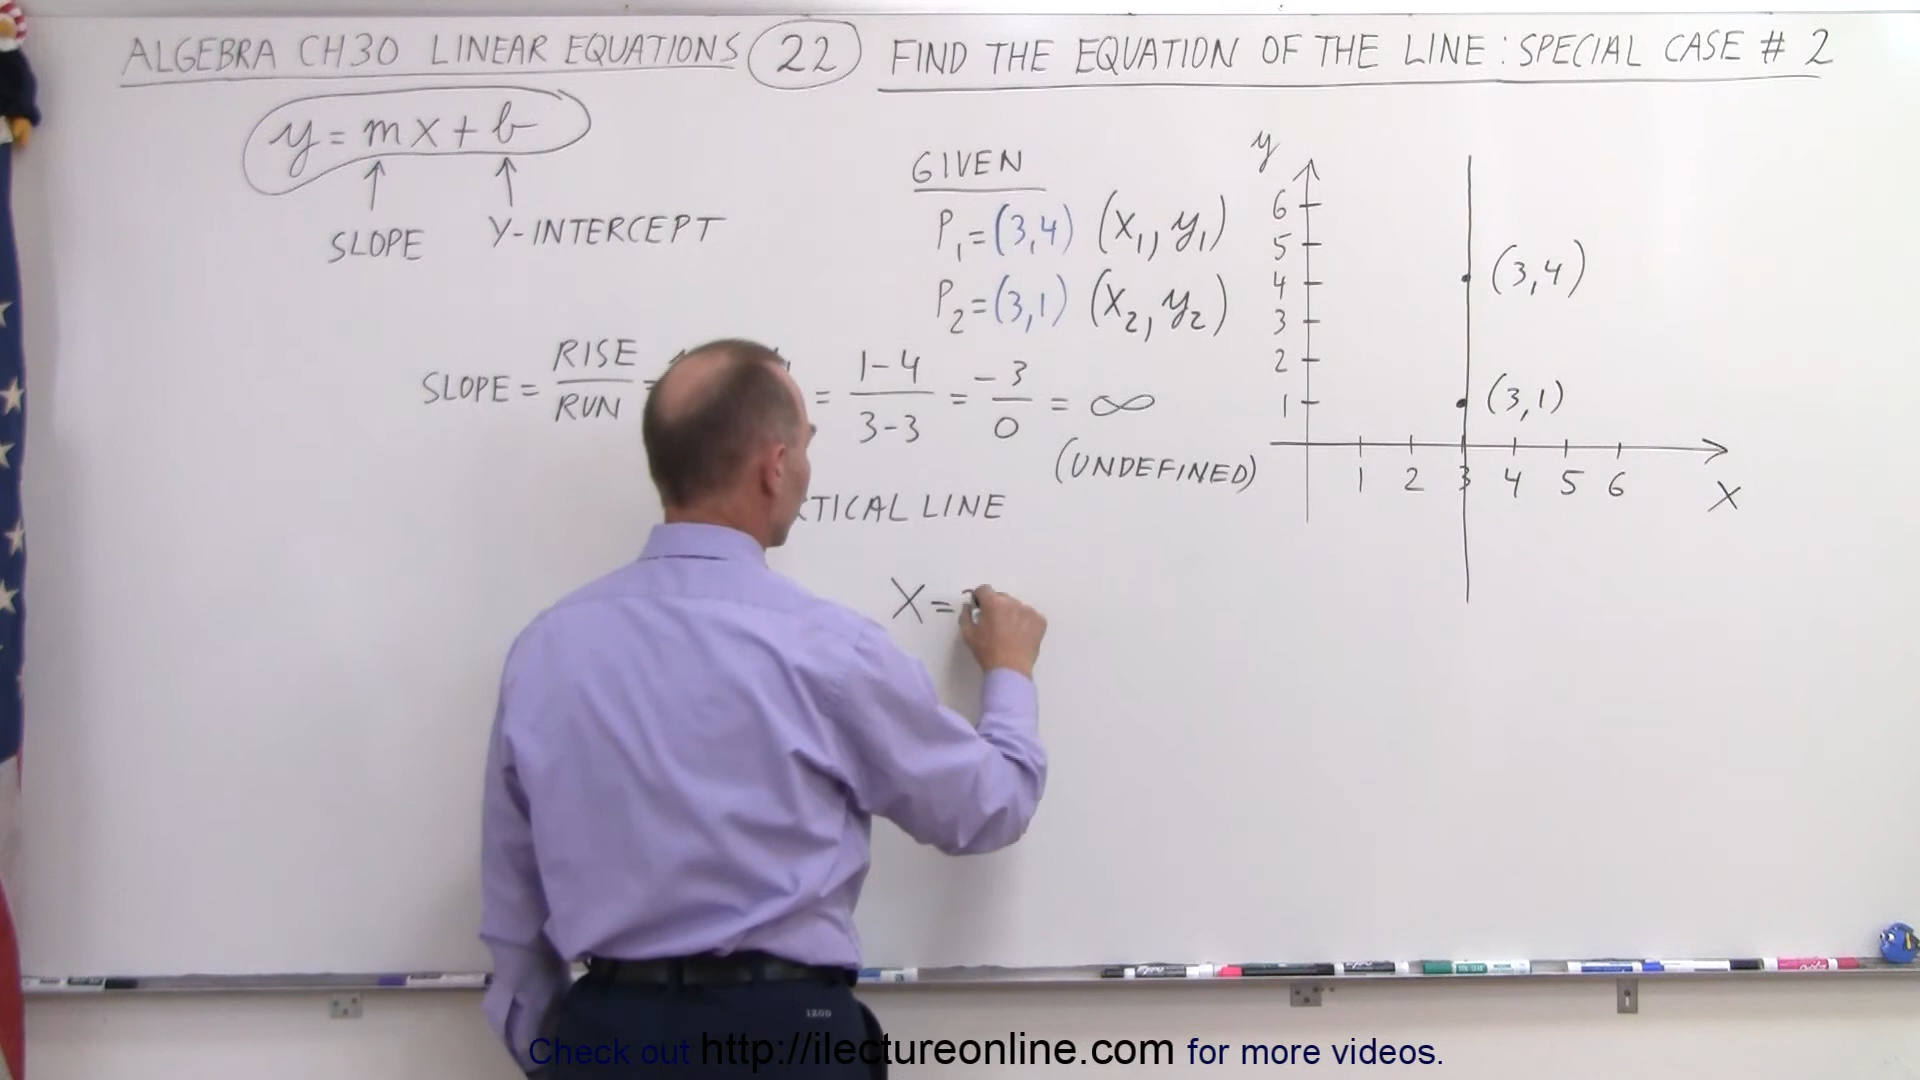 ALGEBRA CH30 LINEAR EQUATIONS 22 FIND THE EQUATION OF THE LINE: SPECIAL CASE # 2
y = mx + b
SLOPE
Y-INTERCEPT
GIVEN
P₁ = (3,4) (x₁, y₁)
P₂ = (3,1) (x₂, y₂)
SLOPE = RISE/RUN = = 1-4/3-3 = -3/0 = ∞
(UNDEFINED)
TICAL LINE
X =
y
6
5
4
3
2
1
(3,4)
(3,1)
1 2 3 4 5 6
X
IZOD
Check out http://ilectureonline.com for more videos.